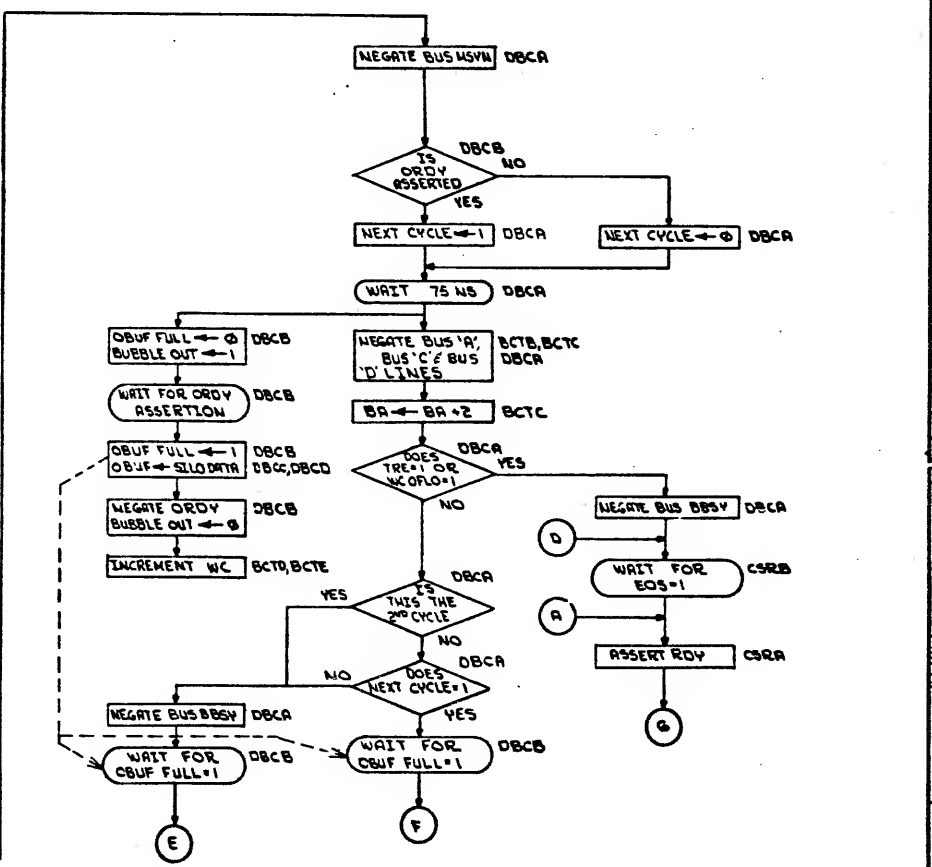 NEGATE BUS MSYN DBCA
DBCB
IS
ORDY
ASSERTED
NO
YES
NEXT CYCLE ← 1 DBCA
NEXT CYCLE ← 0 DBCA
WAIT 75 NS DBCA
OBUF FULL ← 0 DBCB
BUBBLE OUT ← 1
NEGATE BUS 'A', BCTB, BCTC
BUS 'C' & BUS DBCA
'D' LINES
WAIT FOR ORDY DBCB
ASSERTION
BA ← BA +2 BCTC
OBUF FULL ← 1 DBCB
OBUF ← SILO DATA DBCC, DBCD
DBCA
DOES
TRE=1 OR
WC OFLO=1
YES
NO
NEGATE ORDY DBCB
BUBBLE OUT ← 0
NEGATE BUS BBSY DBCA
D
INCREMENT WC BCTD, BCTE
WAIT FOR CSRB
EOS=1
DBCA
YES
IS
THIS THE
2ND CYCLE
NO
A
ASSERT RDY CSRA
DBCA
NO
DOES
NEXT CYCLE=1
YES
NEGATE BUS BBSY DBCA
G
WAIT FOR DBCB
OBUF FULL=1
WAIT FOR DBCB
OBUF FULL=1
E
F